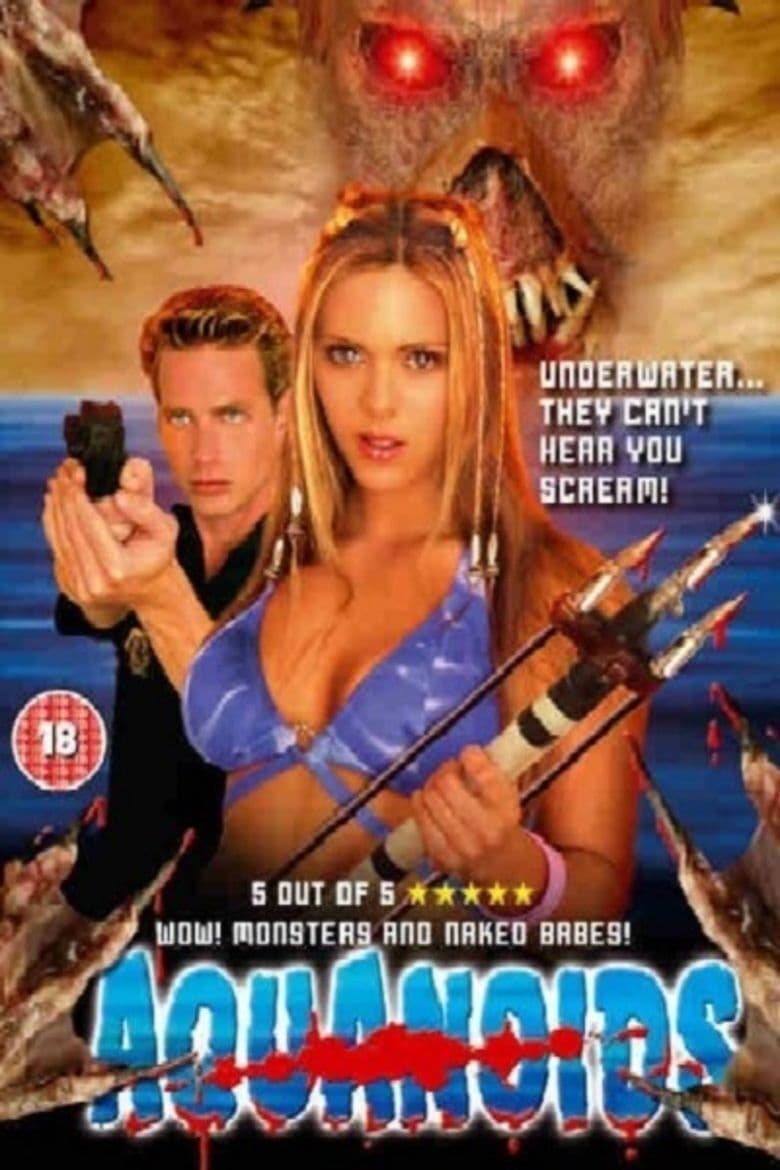 UNDERWATER...
THEY CAN'T
HEAR YOU
SCREAM!
18
5 OUT OF 5 ★★★★★
WOW! MONSTERS AND NAKED BABES!
AQUANOIDS